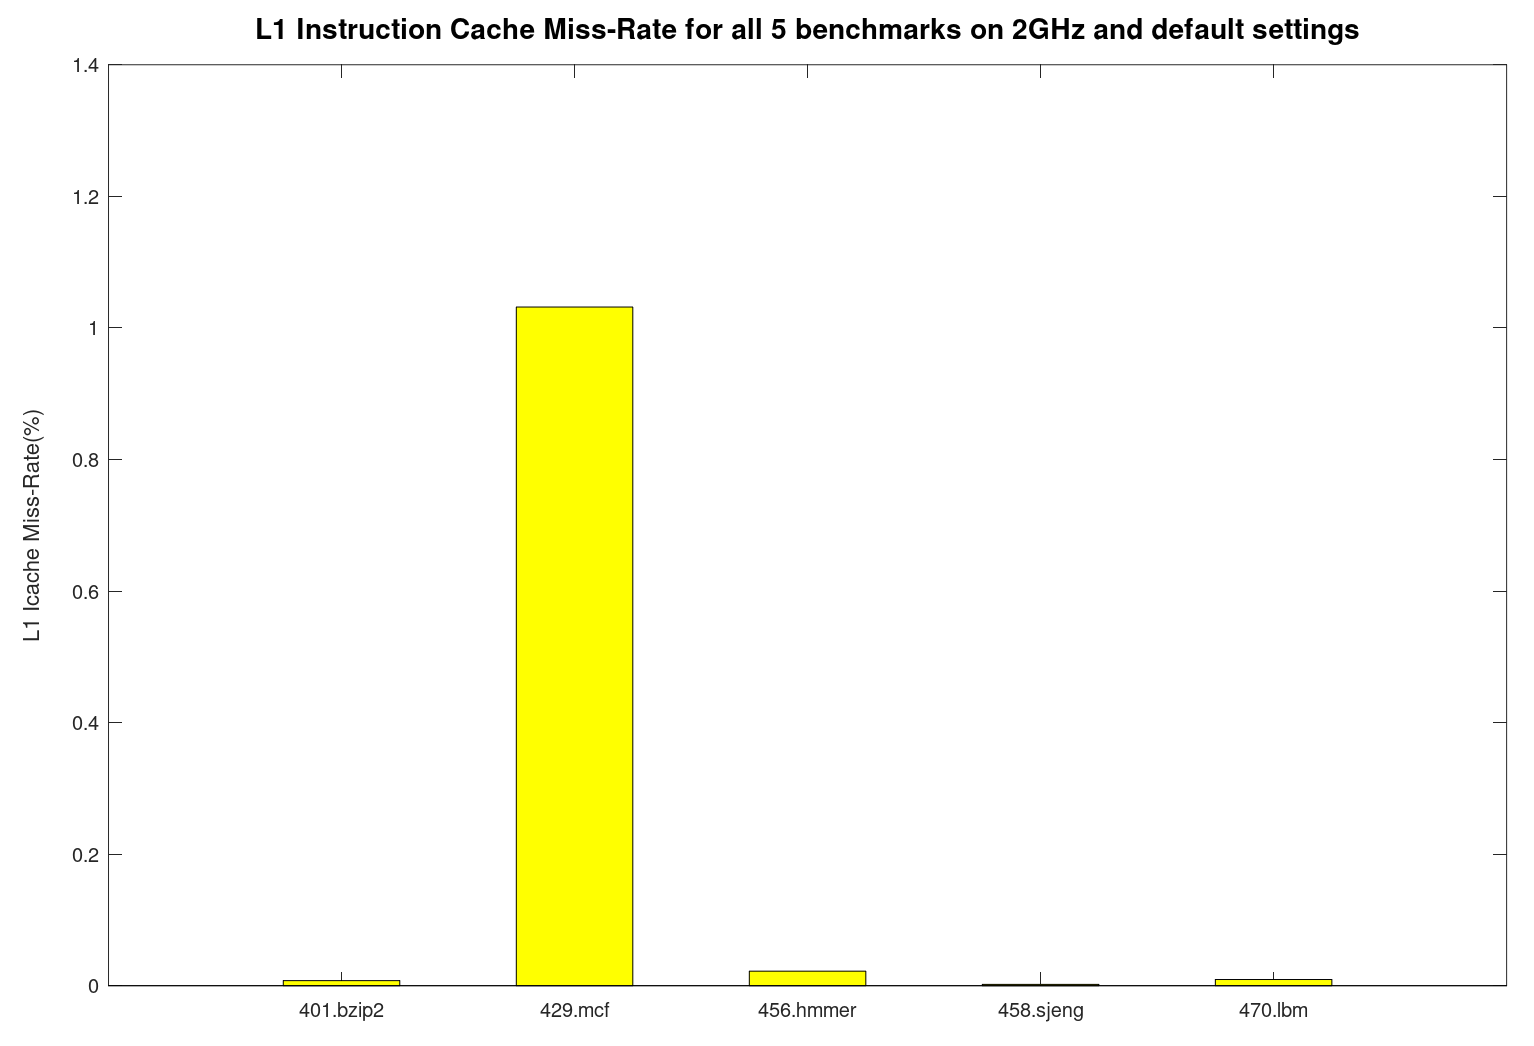 L1 Instruction Cache Miss-Rate for all 5 benchmarks on 2GHz and default settings
1.4
1.2
1
0.8
0.6
0.4
0.2
0
L1 Icache Miss-Rate(%)
401.bzip2 429.mcf 456.hmmer 458.sjeng 470.lbm